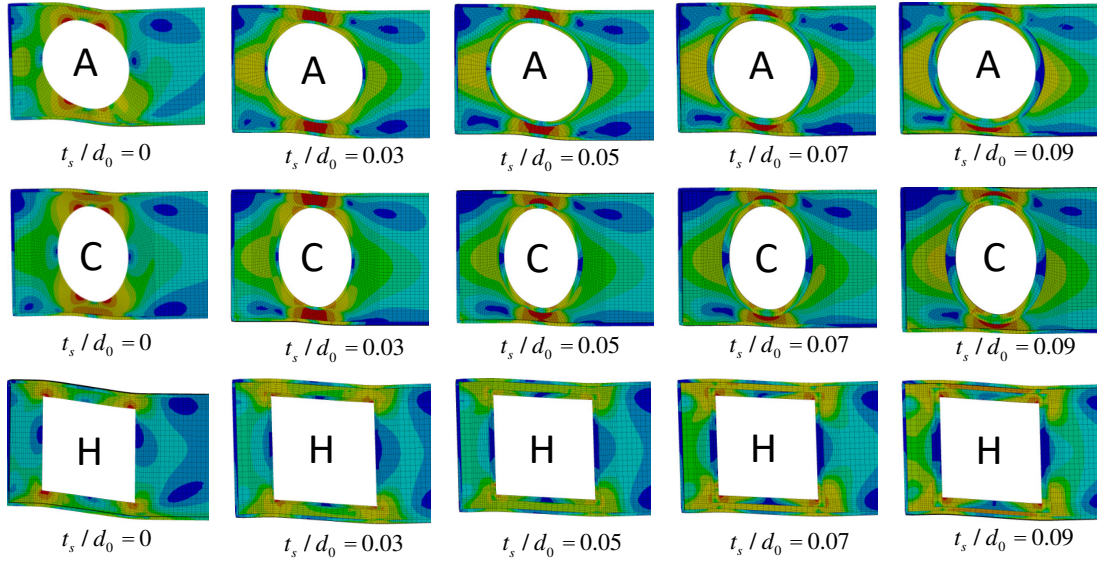 A A A A A
t_s / d_0 = 0 t_s / d_0 = 0.03 t_s / d_0 = 0.05 t_s / d_0 = 0.07 t_s / d_0 = 0.09
C C C C C
t_s / d_0 = 0 t_s / d_0 = 0.03 t_s / d_0 = 0.05 t_s / d_0 = 0.07 t_s / d_0 = 0.09
H H H H H
t_s / d_0 = 0 t_s / d_0 = 0.03 t_s / d_0 = 0.05 t_s / d_0 = 0.07 t_s / d_0 = 0.09